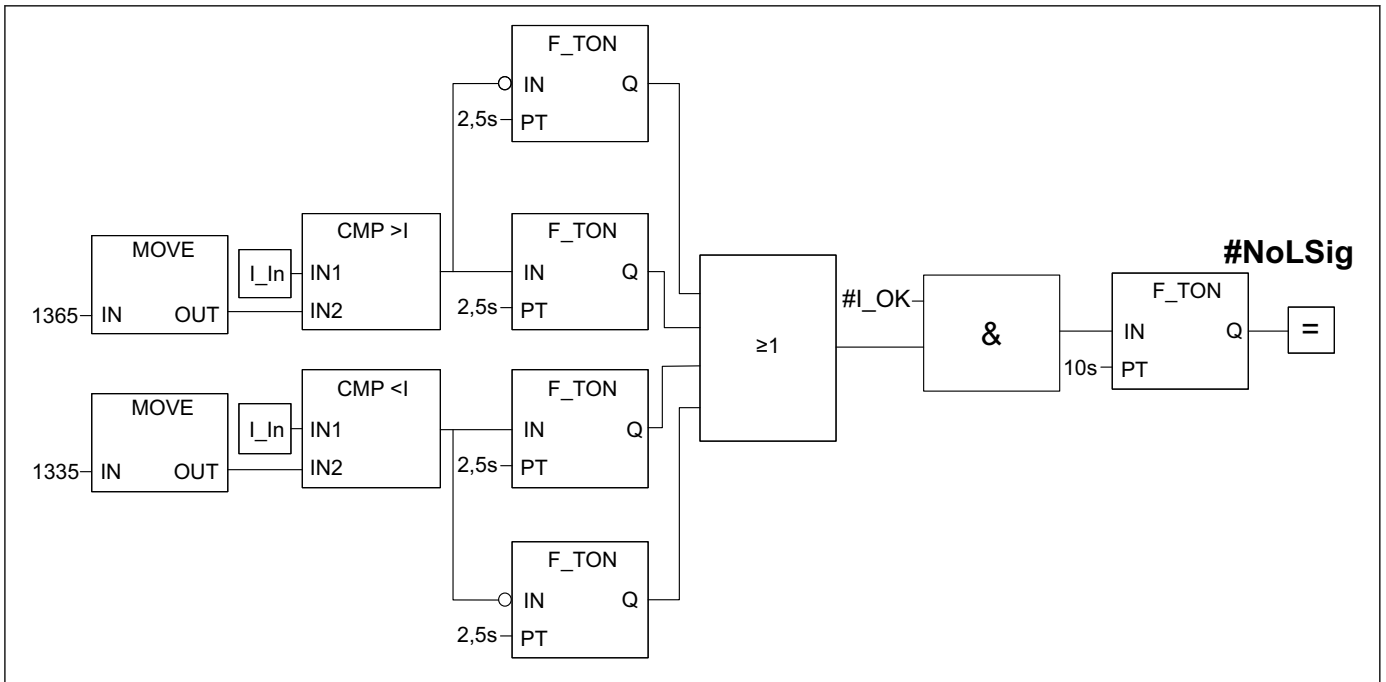 F_TON
IN Q
2,5s PT
MOVE
1365 IN OUT
I_In
CMP >I
IN1
IN2
F_TON
IN Q
2,5s PT
MOVE
1335 IN OUT
I_In
CMP <I
IN1
IN2
F_TON
IN Q
2,5s PT
F_TON
IN Q
2,5s PT
≥1
#I_OK
&
#NoLSig
F_TON
IN Q
10s PT
=